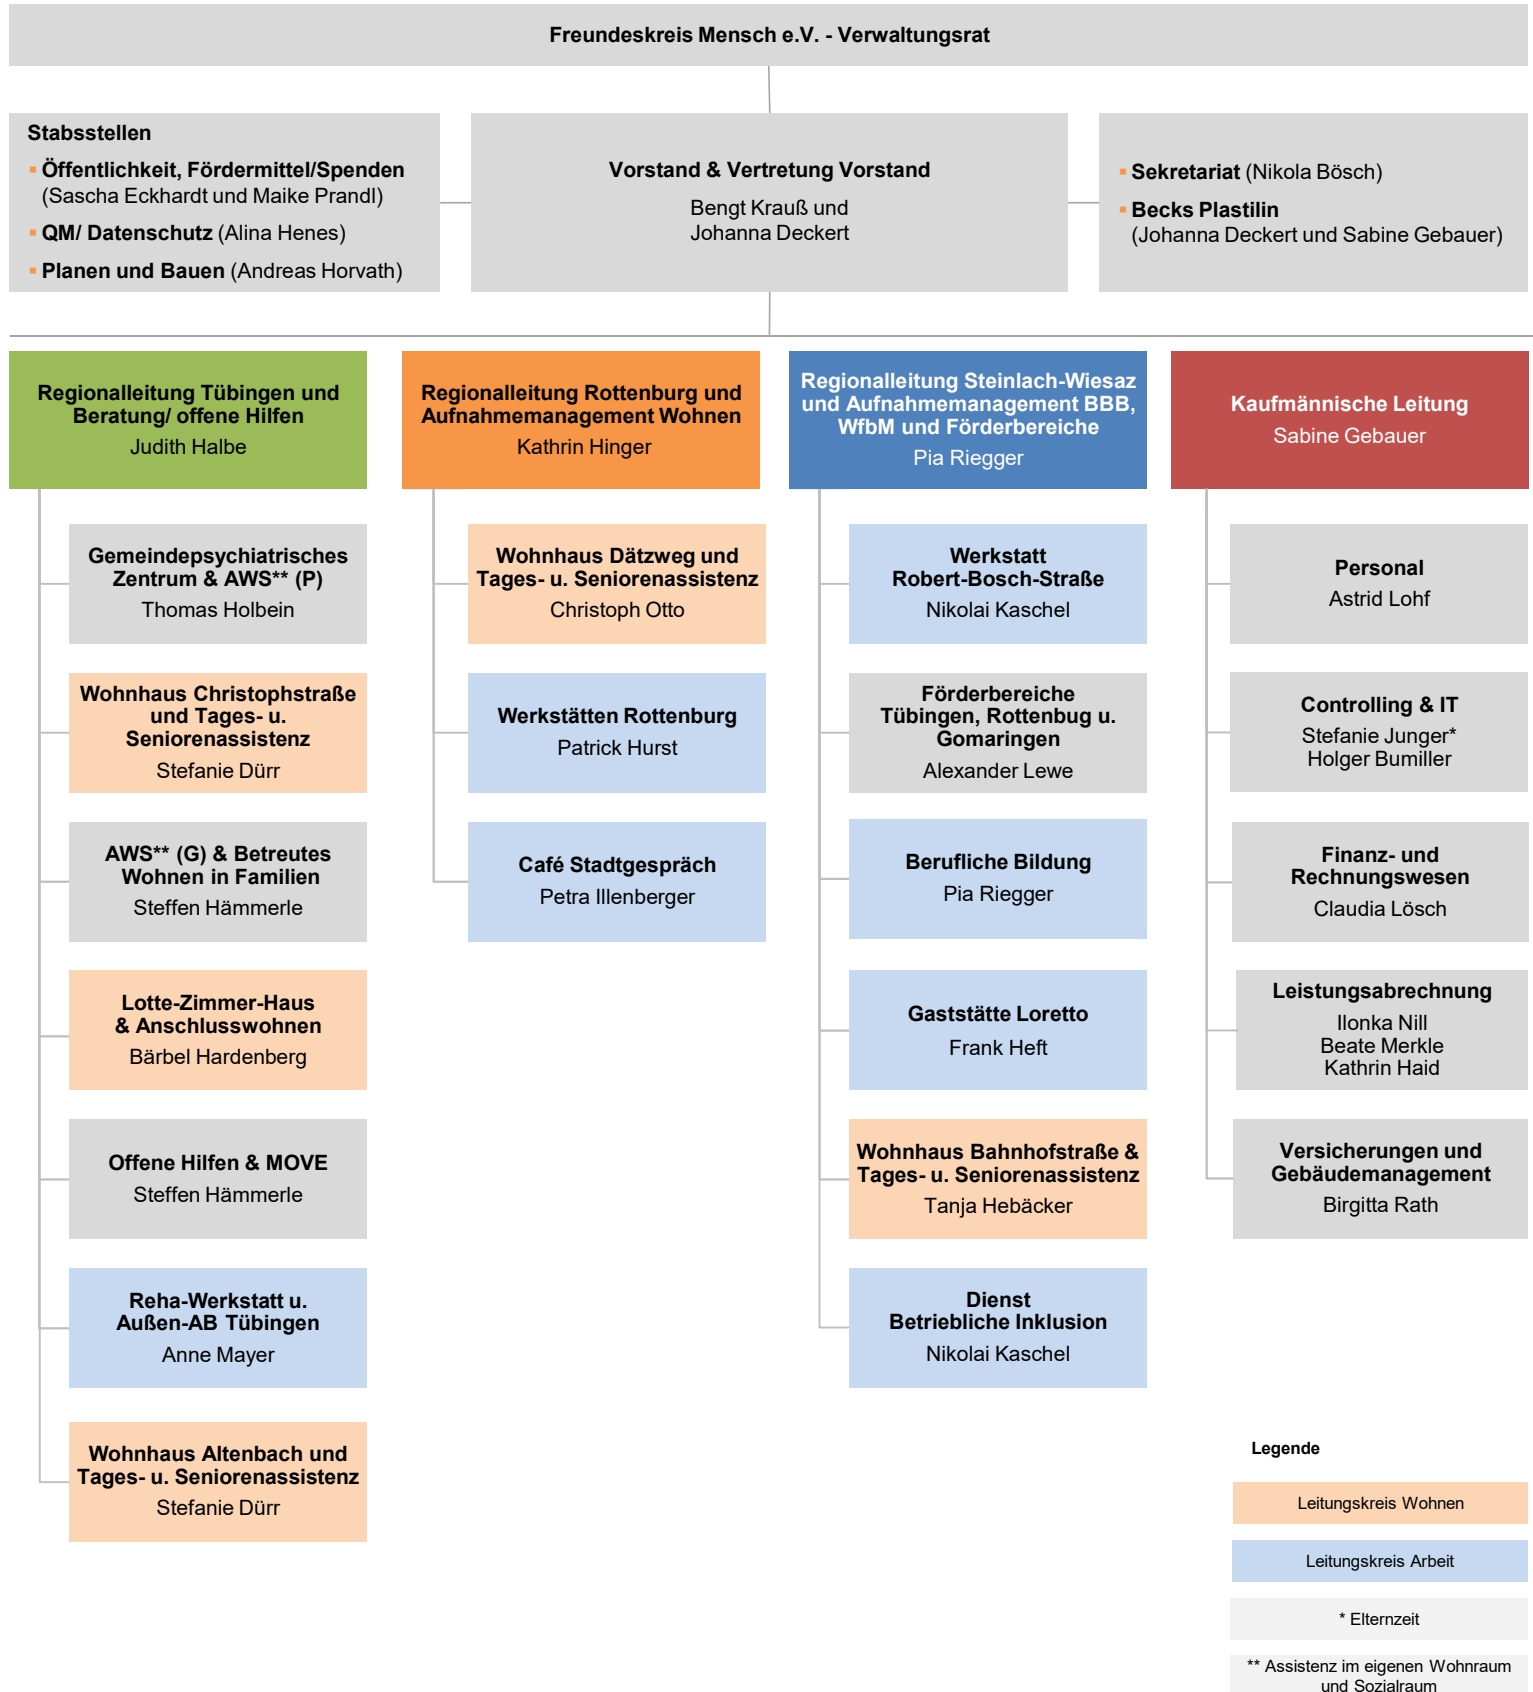 Freundeskreis Mensch e.V. - Verwaltungsrat
Stabsstellen
▪ Öffentlichkeit, Fördermittel/Spenden
(Sascha Eckhardt und Maike Prandl)
▪ QM/ Datenschutz (Alina Henes)
▪ Planen und Bauen (Andreas Horvath)
Vorstand & Vertretung Vorstand
Bengt Krauß und
Johanna Deckert
▪ Sekretariat (Nikola Bösch)
▪ Becks Plastilin
(Johanna Deckert und Sabine Gebauer)
Regionalleitung Tübingen und
Beratung/ offene Hilfen
Judith Halbe
Gemeindepsychiatrisches
Zentrum & AWS** (P)
Thomas Holbein
Wohnhaus Christophstraße
und Tages- u.
Seniorenassistenz
Stefanie Dürr
AWS** (G) & Betreutes
Wohnen in Familien
Steffen Hämmerle
Lotte-Zimmer-Haus
& Anschlusswohnen
Bärbel Hardenberg
Offene Hilfen & MOVE
Steffen Hämmerle
Reha-Werkstatt u.
Außen-AB Tübingen
Anne Mayer
Wohnhaus Altenbach und
Tages- u. Seniorenassistenz
Stefanie Dürr
Regionalleitung Rottenburg und
Aufnahmemanagement Wohnen
Kathrin Hinger
Wohnhaus Dätzweg und
Tages- u. Seniorenassistenz
Christoph Otto
Werkstätten Rottenburg
Patrick Hurst
Café Stadtgespräch
Petra Illenberger
Regionalleitung Steinlach-Wiesaz
und Aufnahmemanagement BBB,
WfbM und Förderbereiche
Pia Riegger
Werkstatt
Robert-Bosch-Straße
Nikolai Kaschel
Förderbereiche
Tübingen, Rottenbug u.
Gomaringen
Alexander Lewe
Berufliche Bildung
Pia Riegger
Gaststätte Loretto
Frank Heft
Wohnhaus Bahnhofstraße &
Tages- u. Seniorenassistenz
Tanja Hebäcker
Dienst
Betriebliche Inklusion
Nikolai Kaschel
Kaufmännische Leitung
Sabine Gebauer
Personal
Astrid Lohf
Controlling & IT
Stefanie Junger*
Holger Bumiller
Finanz- und
Rechnungswesen
Claudia Lösch
Leistungsabrechnung
Ilonka Nill
Beate Merkle
Kathrin Haid
Versicherungen und
Gebäudemanagement
Birgitta Rath
Legende
Leitungskreis Wohnen
Leitungskreis Arbeit
* Elternzeit
** Assistenz im eigenen Wohnraum
und Sozialraum